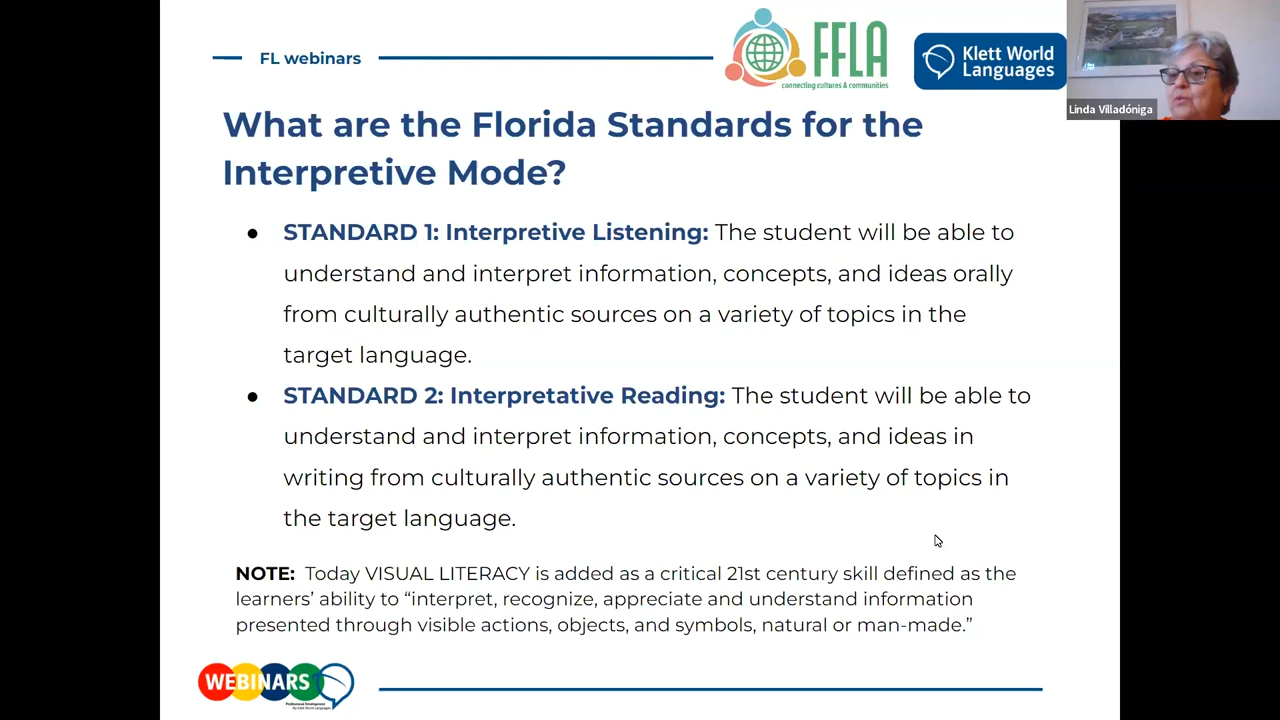 FL webinars
FFLA
connecting cultures & communities
Klett World
Languages
Linda Villadóniga
What are the Florida Standards for the
Interpretive Mode?
● STANDARD 1: Interpretive Listening: The student will be able to
understand and interpret information, concepts, and ideas orally
from culturally authentic sources on a variety of topics in the
target language.
● STANDARD 2: Interpretative Reading: The student will be able to
understand and interpret information, concepts, and ideas in
writing from culturally authentic sources on a variety of topics in
the target language.
NOTE: Today VISUAL LITERACY is added as a critical 21st century skill defined as the
learners’ ability to “interpret, recognize, appreciate and understand information
presented through visible actions, objects, and symbols, natural or man-made.”
WEBINARS
Professional Development
By Klett World Languages